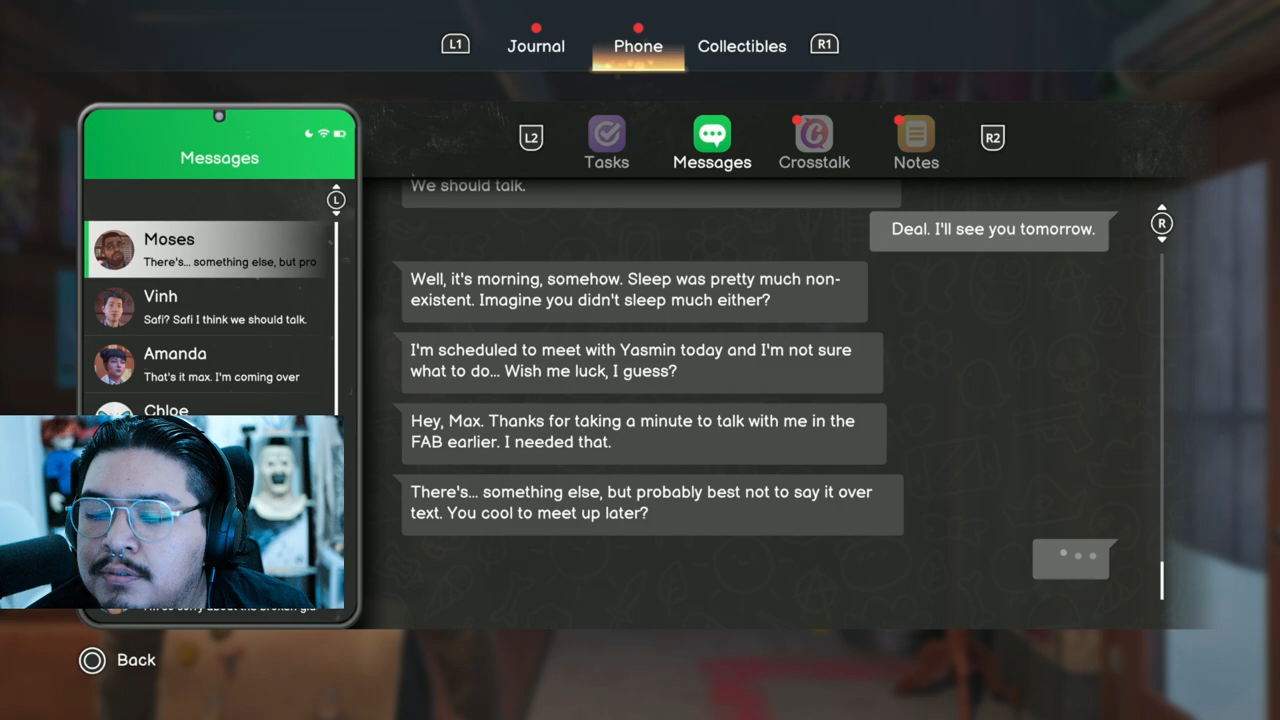 L1
Journal
Phone
Collectibles
R1
L2
Tasks
Messages
Crosstalk
Notes
R2
Messages
L
Moses
There's... something else, but pro
Vinh
Safi? Safi I think we should talk.
Amanda
That's it max. I'm coming over
Chloe
We should talk.
Deal. I'll see you tomorrow.
R
Well, it's morning, somehow. Sleep was pretty much non-
existent. Imagine you didn't sleep much either?
I'm scheduled to meet with Yasmin today and I'm not sure
what to do... Wish me luck, I guess?
Hey, Max. Thanks for taking a minute to talk with me in the
FAB earlier. I needed that.
There's... something else, but probably best not to say it over
text. You cool to meet up later?
Back